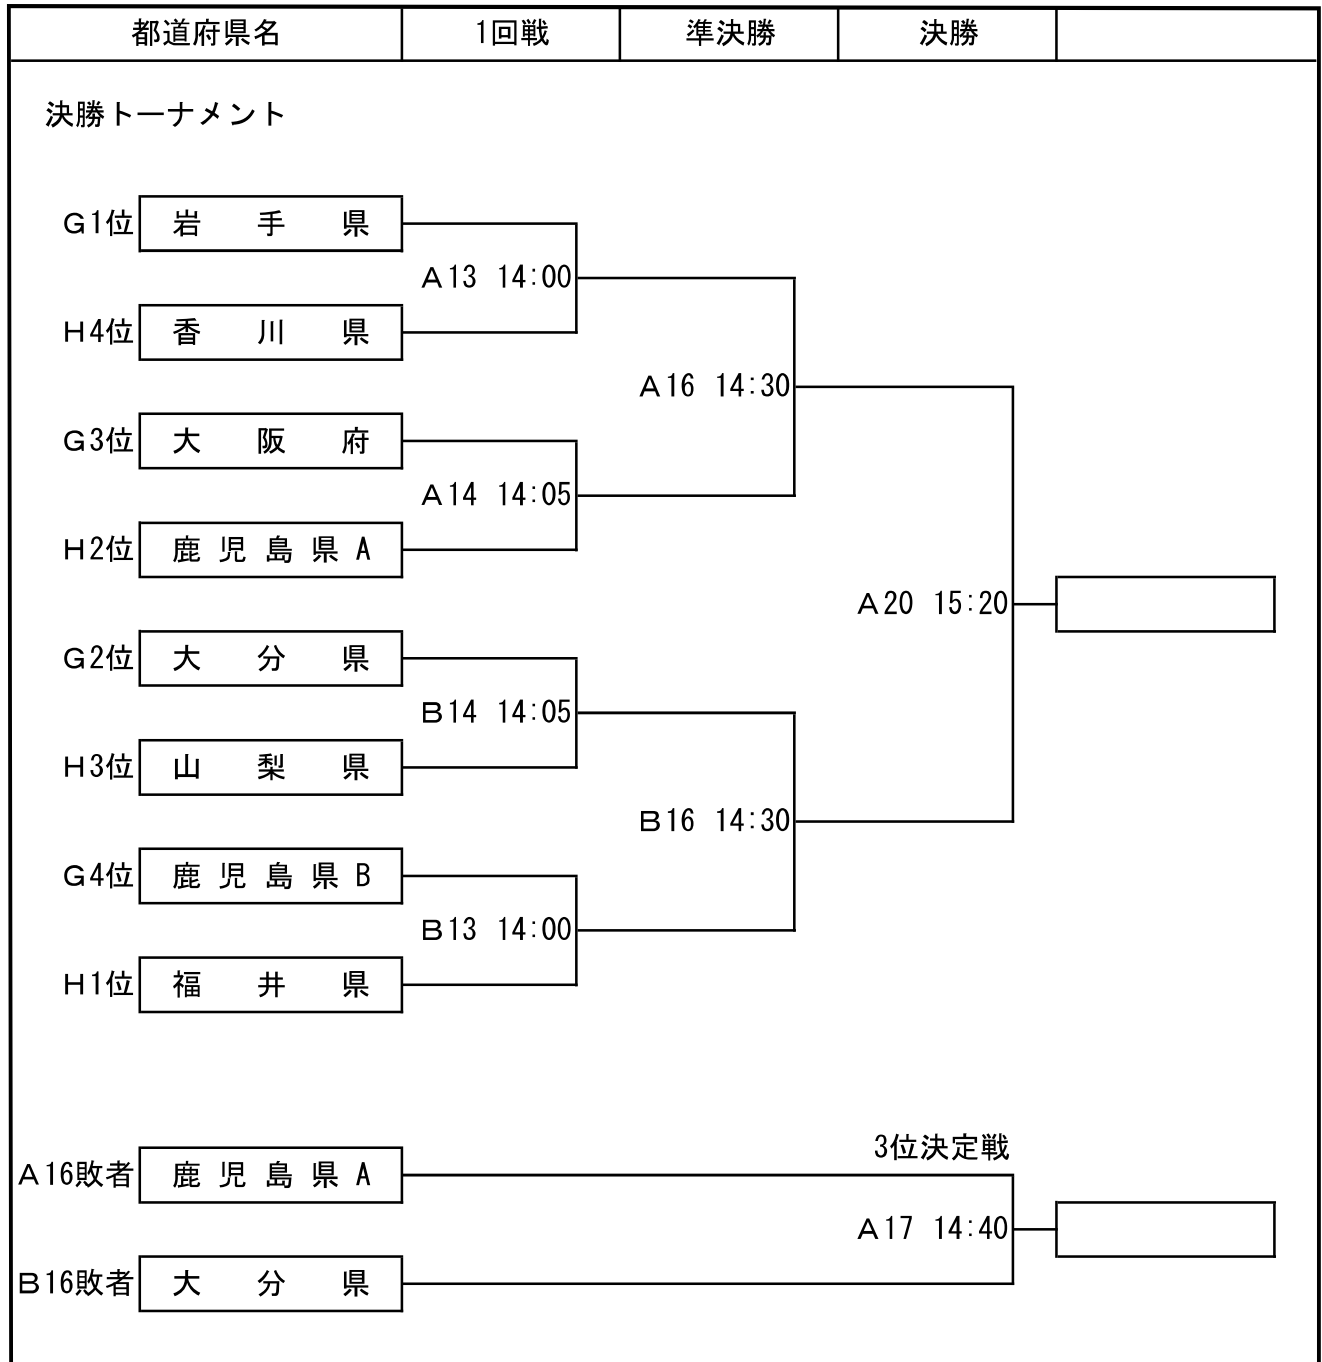 都道府県名 1回戦 準決勝 決勝
決勝トーナメント
G1位 岩手県
A13 14:00
H4位 香川県
A16 14:30
G3位 大阪府
A14 14:05
H2位 鹿児島県A
A20 15:20
G2位 大分県
B14 14:05
H3位 山梨県
B16 14:30
G4位 鹿児島県B
B13 14:00
H1位 福井県
3位決定戦
A16敗者 鹿児島県A
A17 14:40
B16敗者 大分県